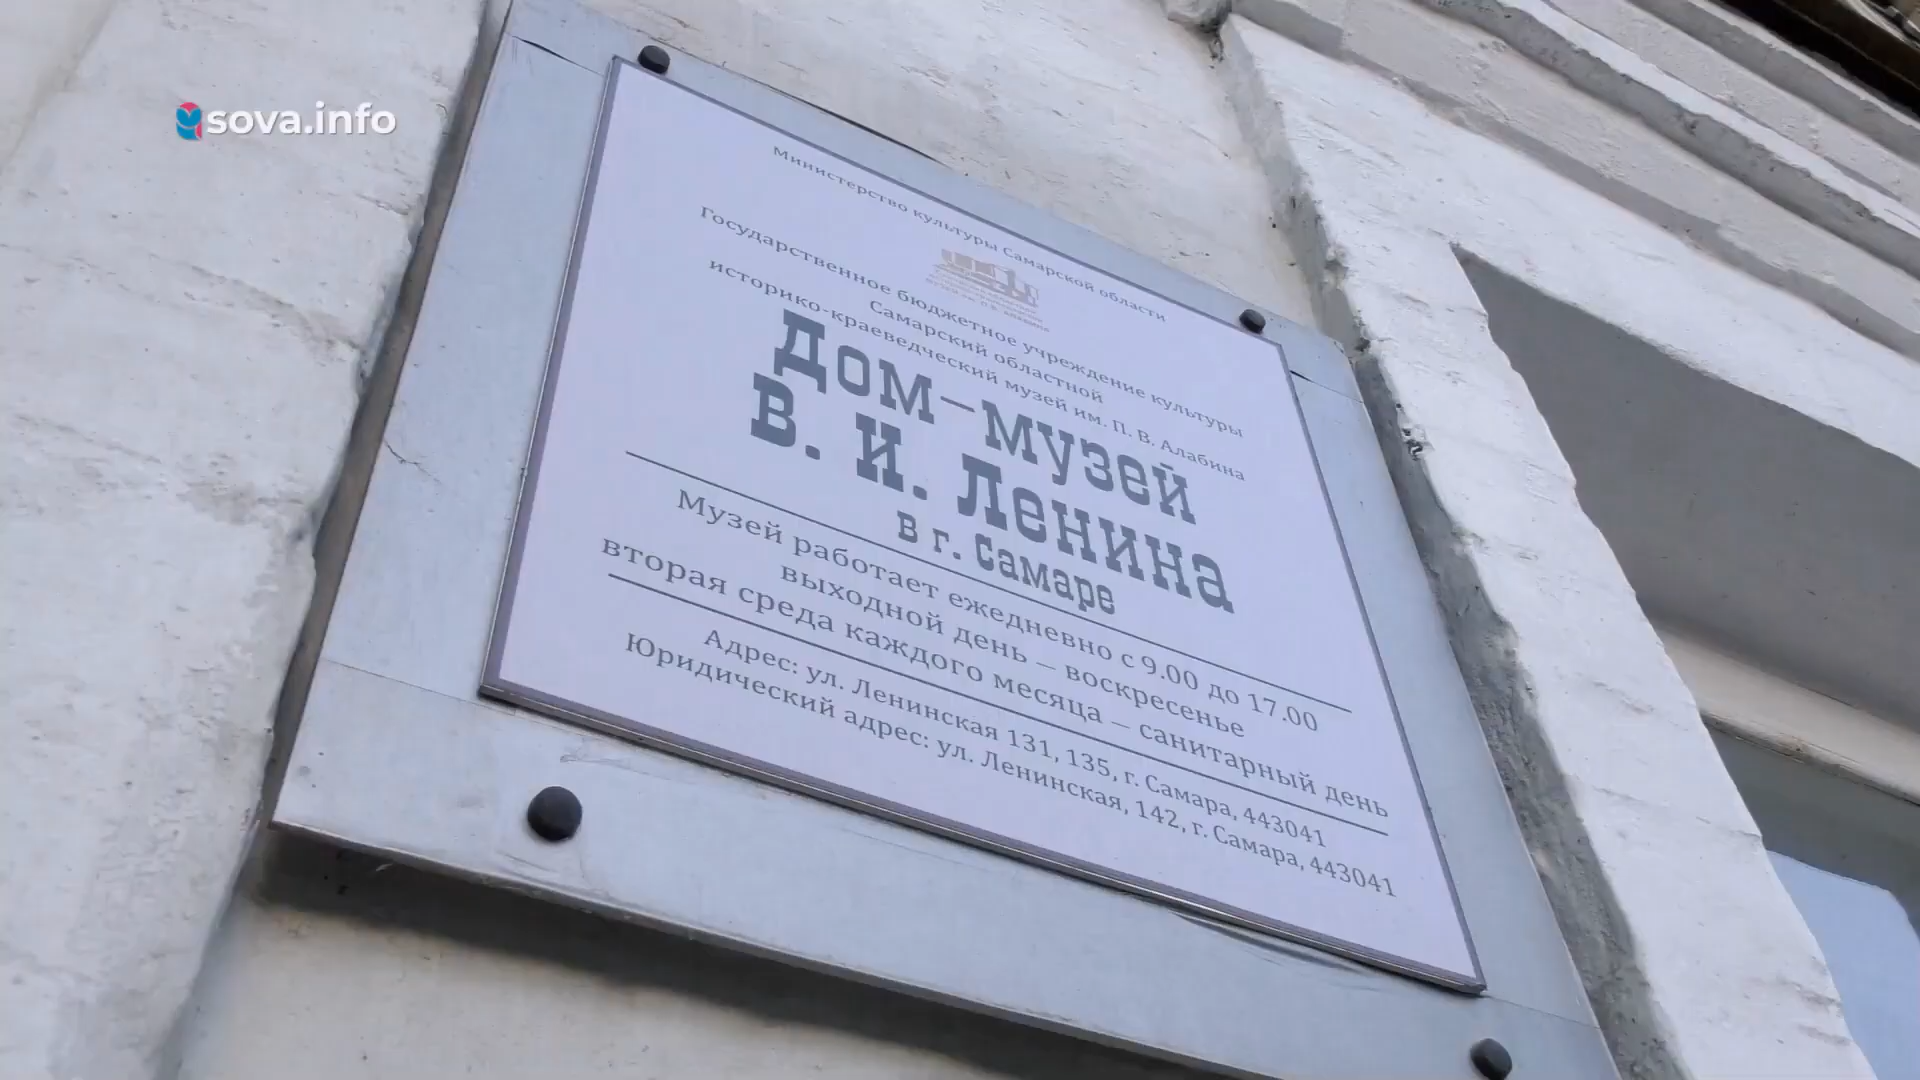 sova.info
Министерство культуры Самарской области
Государственное бюджетное учреждение культуры
Самарский областной
историко-краеведческий музей им. П. В. Алабина
Дом-музей
В. И. Ленина
в г. Самаре
Музей работает ежедневно с 9.00 до 17.00
выходной день – воскресенье
вторая среда каждого месяца – санитарный день
Адрес: ул. Ленинская 131, 135, г. Самара, 443041
Юридический адрес: ул. Ленинская, 142, г. Самара, 443041